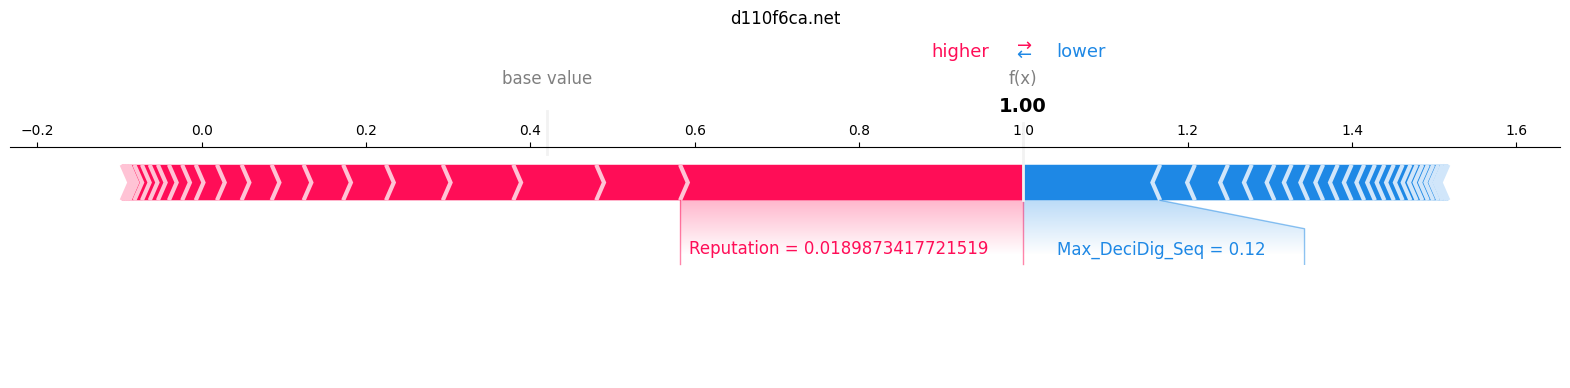 d110f6ca.net
higher → ← lower
base value f(x)
1.00
−0.2 0.0 0.2 0.4 0.6 0.8 1.0 1.2 1.4 1.6
Reputation = 0.0189873417721519 Max_DeciDig_Seq = 0.12